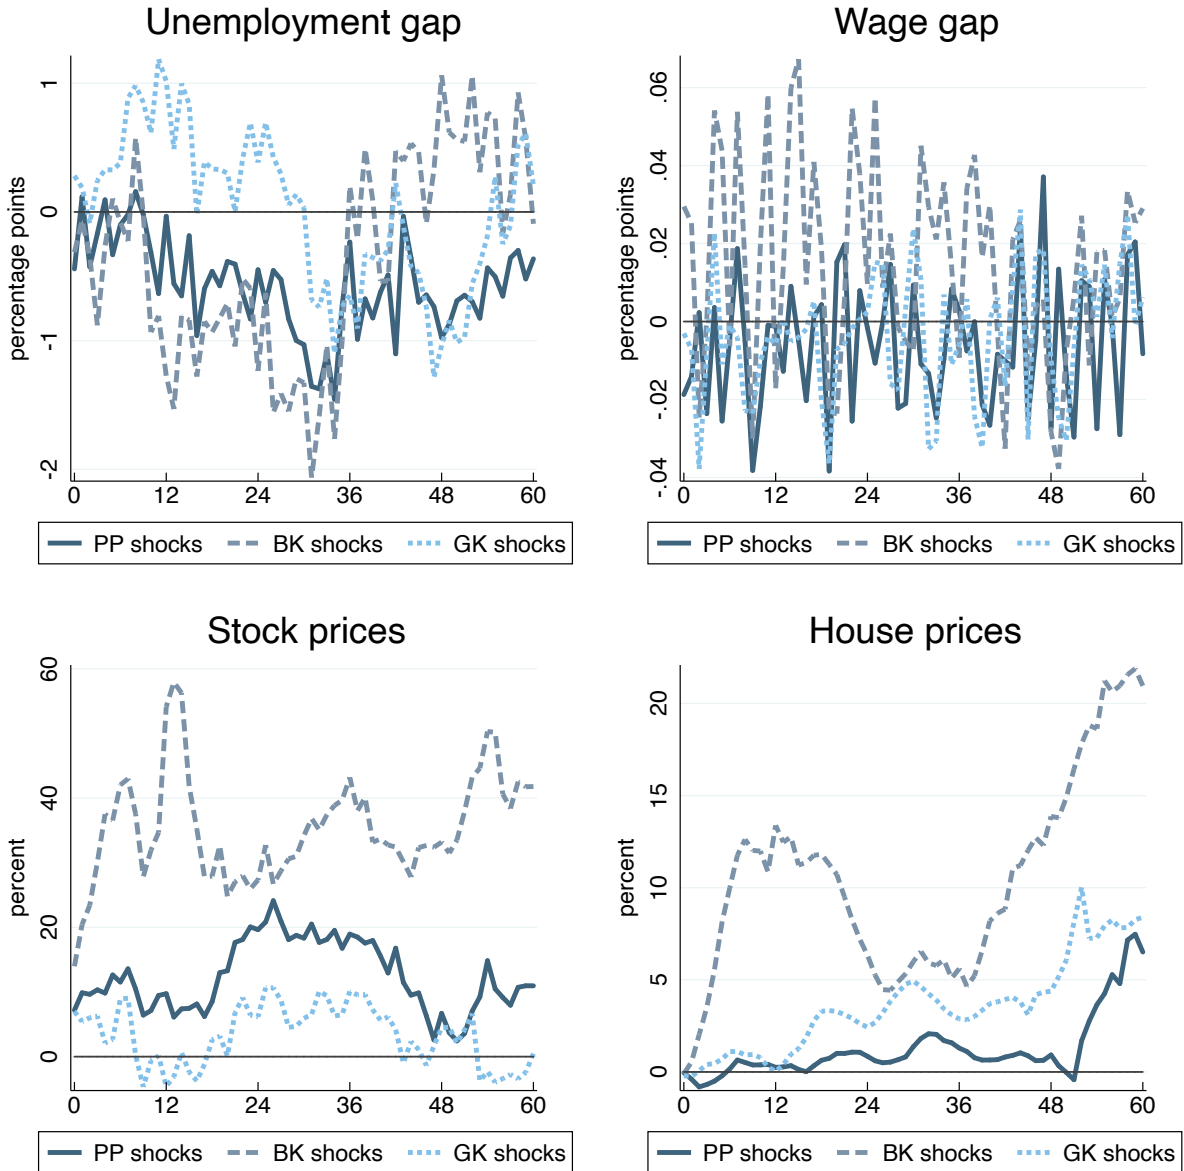 Unemployment gap
percentage points
1
0
-1
-2
0 12 24 36 48 60
PP shocks BK shocks GK shocks
Wage gap
percentage points
.06
.04
.02
0
-.02
-.04
0 12 24 36 48 60
PP shocks BK shocks GK shocks
Stock prices
percent
60
40
20
0
0 12 24 36 48 60
PP shocks BK shocks GK shocks
House prices
percent
20
15
10
5
0
0 12 24 36 48 60
PP shocks BK shocks GK shocks